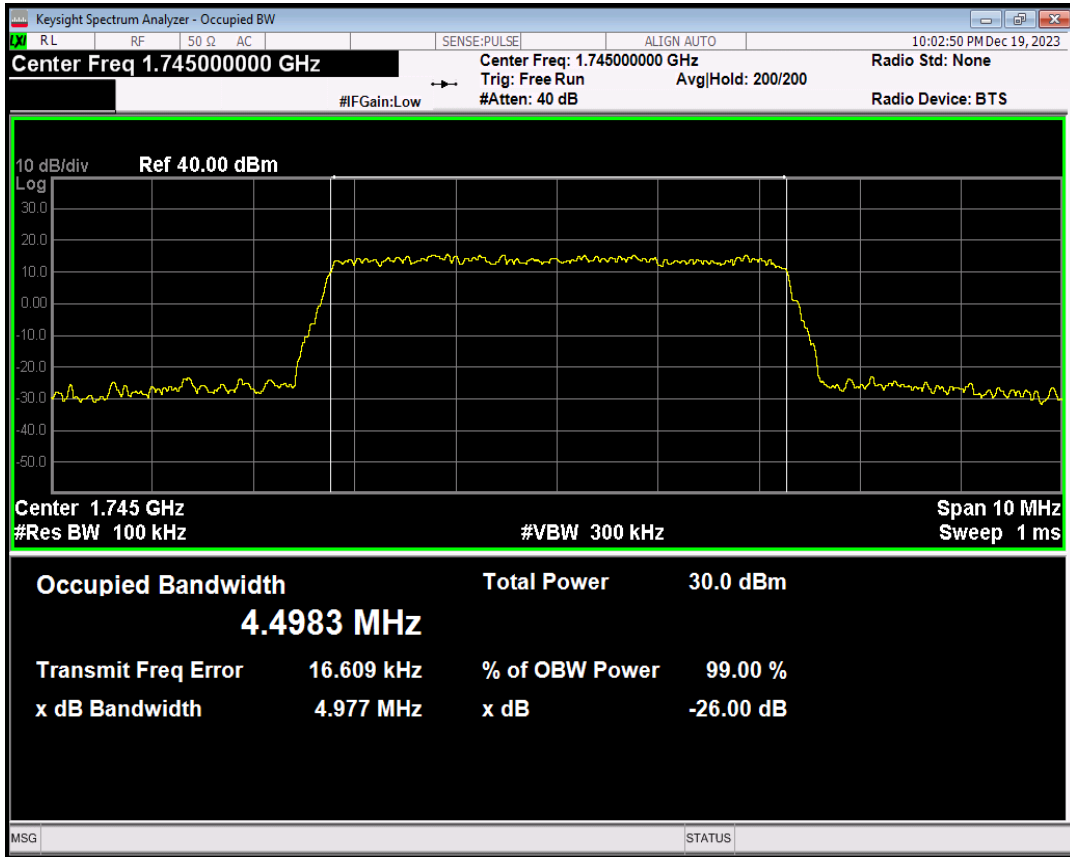 Keysight Spectrum Analyzer - Occupied BW
LXI RL RF 50 Ω AC SENSE:PULSE ALIGN AUTO 10:02:50 PM Dec 19, 2023
Center Freq 1.745000000 GHz Center Freq: 1.745000000 GHz Radio Std: None
Trig: Free Run Avg|Hold: 200/200
#IFGain:Low #Atten: 40 dB Radio Device: BTS
10 dB/div Ref 40.00 dBm
Log
30.0
20.0
10.0
0.00
-10.0
-20.0
-30.0
-40.0
-50.0
Center 1.745 GHz Span 10 MHz
#Res BW 100 kHz #VBW 300 kHz Sweep 1 ms
Occupied Bandwidth Total Power 30.0 dBm
4.4983 MHz
Transmit Freq Error 16.609 kHz % of OBW Power 99.00 %
x dB Bandwidth 4.977 MHz x dB -26.00 dB
MSG STATUS